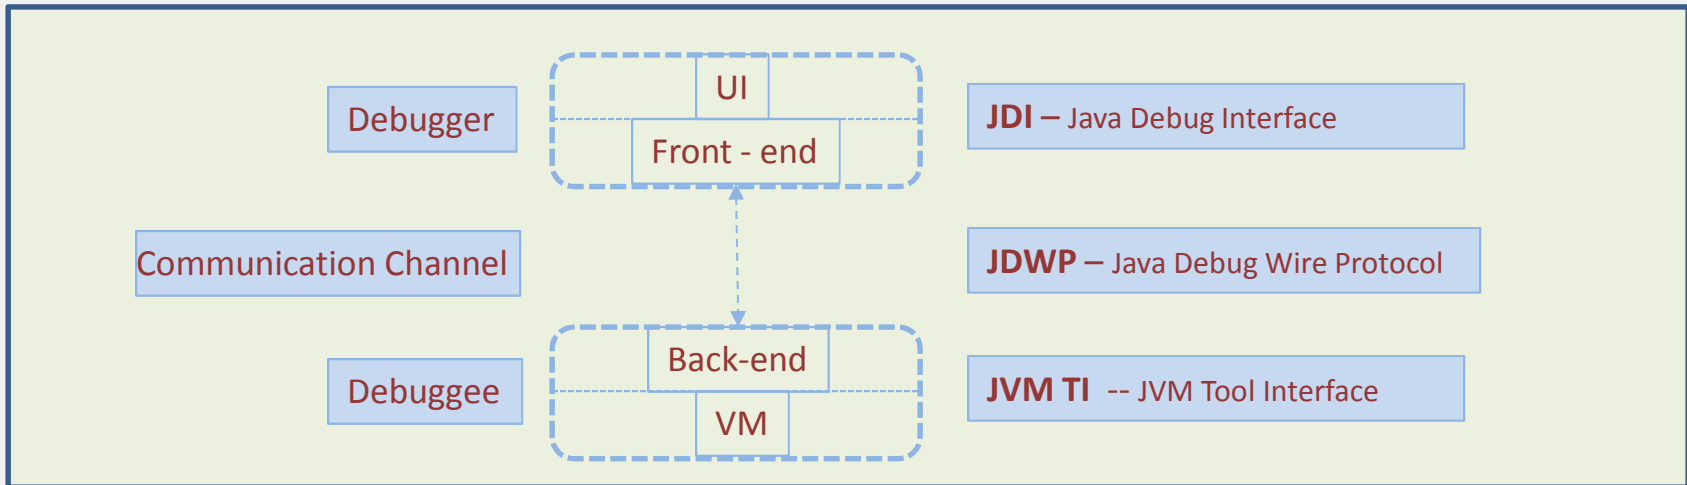 UI
Debugger
JDI – Java Debug Interface
Front - end
Communication Channel
JDWP – Java Debug Wire Protocol
Back-end
Debuggee
JVM TI -- JVM Tool Interface
VM